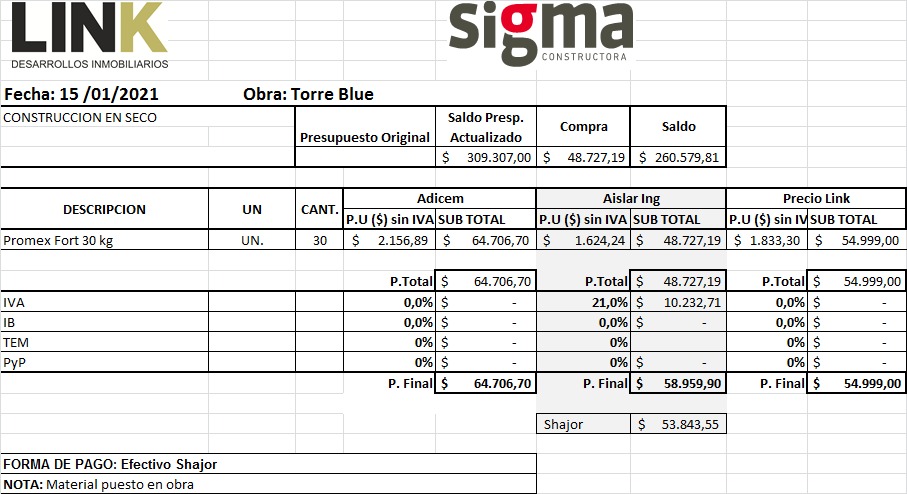 LINK
DESARROLLOS INMOBILIARIOS
sigma
CONSTRUCTORA
Fecha: 15 /01/2021 Obra: Torre Blue
CONSTRUCCION EN SECO
Presupuesto Original Saldo Presp. Actualizado Compra Saldo
$ 309.307,00 $ 48.727,19 $ 260.579,81
Adicem Aislar Ing Precio Link
DESCRIPCION UN CANT.
P.U ($) sin IVA SUB TOTAL P.U ($) sin IVA SUB TOTAL P.U ($) sin IV SUB TOTAL
Promex Fort 30 kg UN. 30 $ 2.156,89 $ 64.706,70 $ 1.624,24 $ 48.727,19 $ 1.833,30 $ 54.999,00
P.Total $ 64.706,70 P.Total $ 48.727,19 P.Total $ 54.999,00
IVA 0,0% $ - 21,0% $ 10.232,71 0,0% $ -
IB 0,0% $ - 0,0% $ - 0,0% $ -
TEM 0% $ - 0% 0% $ -
PyP 0% $ - 0% $ - 0% $ -
P. Final $ 64.706,70 P. Final $ 58.959,90 P. Final $ 54.999,00
Shajor $ 53.843,55
FORMA DE PAGO: Efectivo Shajor
NOTA: Material puesto en obra